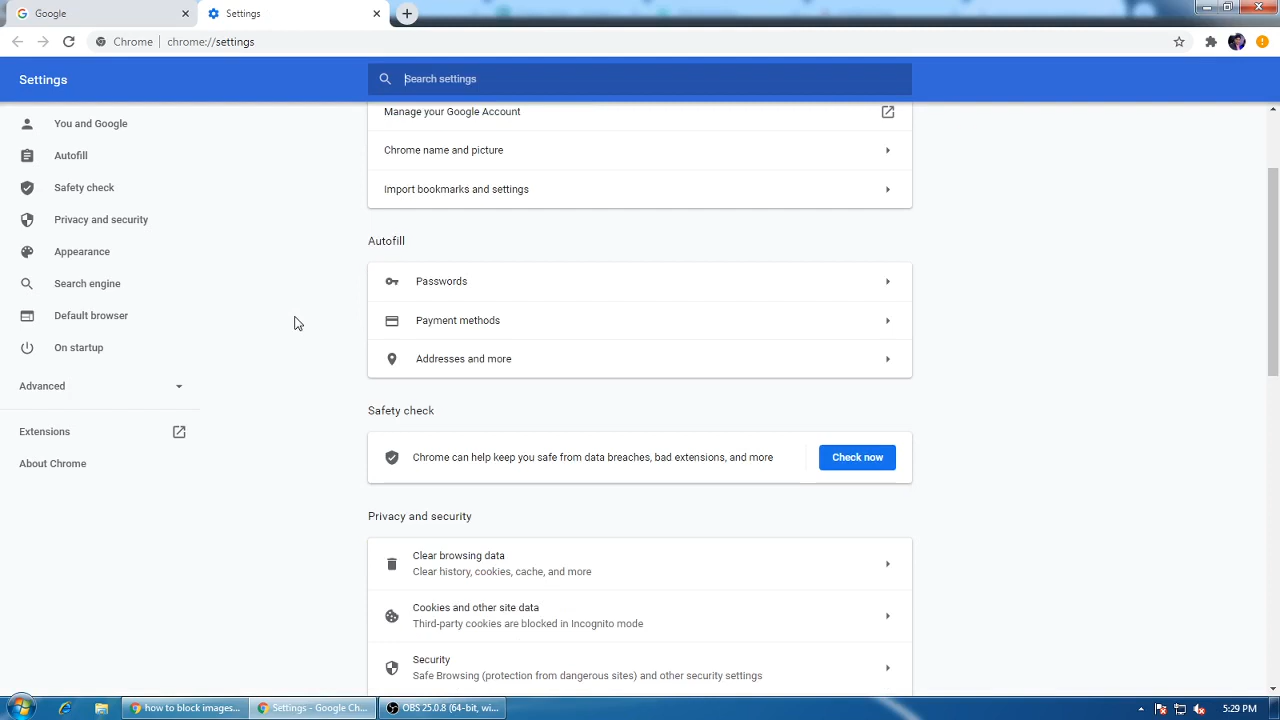 Google
Settings
Chrome
chrome://settings
Settings
Search settings
You and Google
Autofill
Safety check
Privacy and security
Appearance
Search engine
Default browser
On startup
Advanced
Extensions
About Chrome
Manage your Google Account
Chrome name and picture
Import bookmarks and settings
Autofill
Passwords
Payment methods
Addresses and more
Safety check
Chrome can help keep you safe from data breaches, bad extensions, and more
Check now
Privacy and security
Clear browsing data
Clear history, cookies, cache, and more
Cookies and other site data
Third-party cookies are blocked in Incognito mode
Security
Safe Browsing (protection from dangerous sites) and other security settings
how to block images...
Settings - Google Ch...
OBS 25.0.8 (64-bit, wi...
5:29 PM